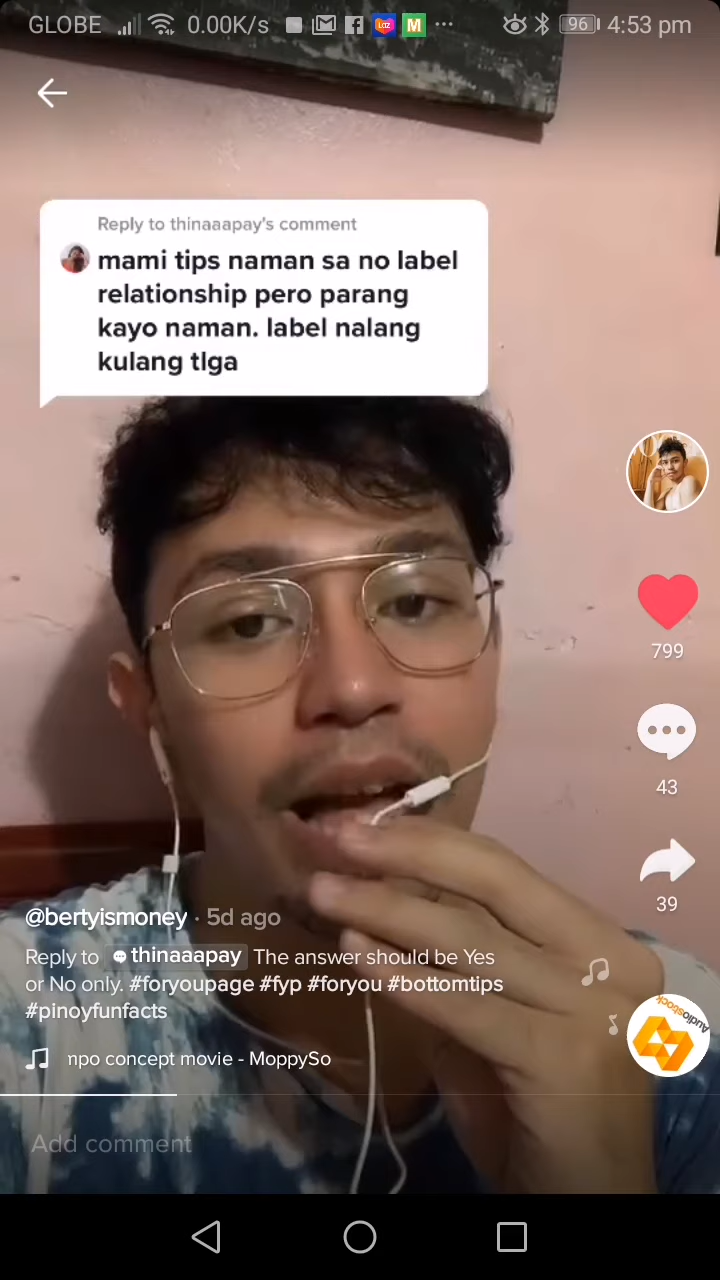 GLOBE 0.00K/s 96 4:53 pm
Reply to thinaaapay's comment
mami tips naman sa no label
relationship pero parang
kayo naman. label nalang
kulang tlga
799
43
39
@bertyismoney · 5d ago
Reply to thinaaapay The answer should be Yes
or No only. #foryoupage #fyp #foryou #bottomtips
#pinoyfunfacts
Audiostock
npo concept movie - MoppySo
Add comment